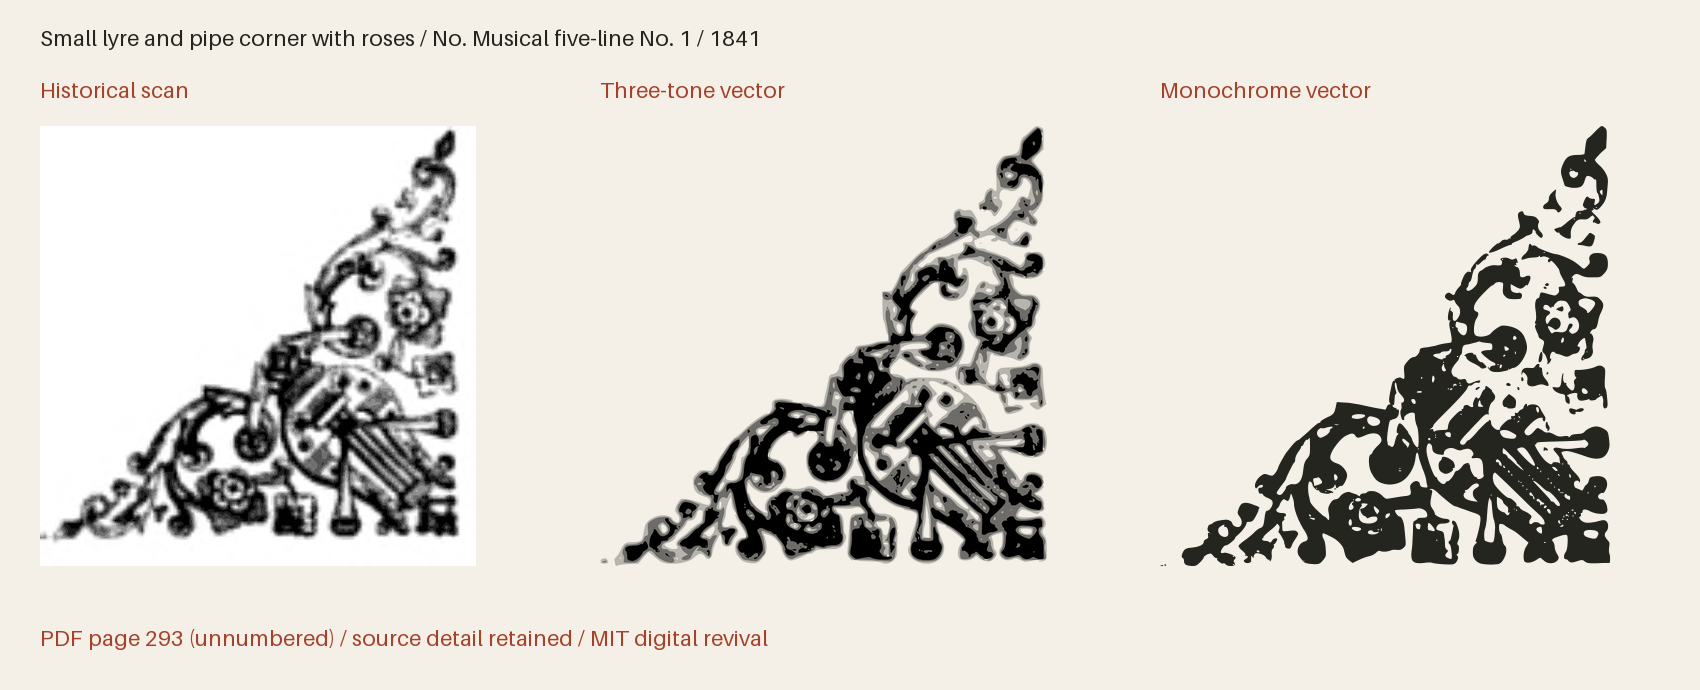 Small lyre and pipe corner with roses / No. Musical five-line No. 1 / 1841
Historical scan
Three-tone vector
Monochrome vector
PDF page 293 (unnumbered) / source detail retained / MIT digital revival